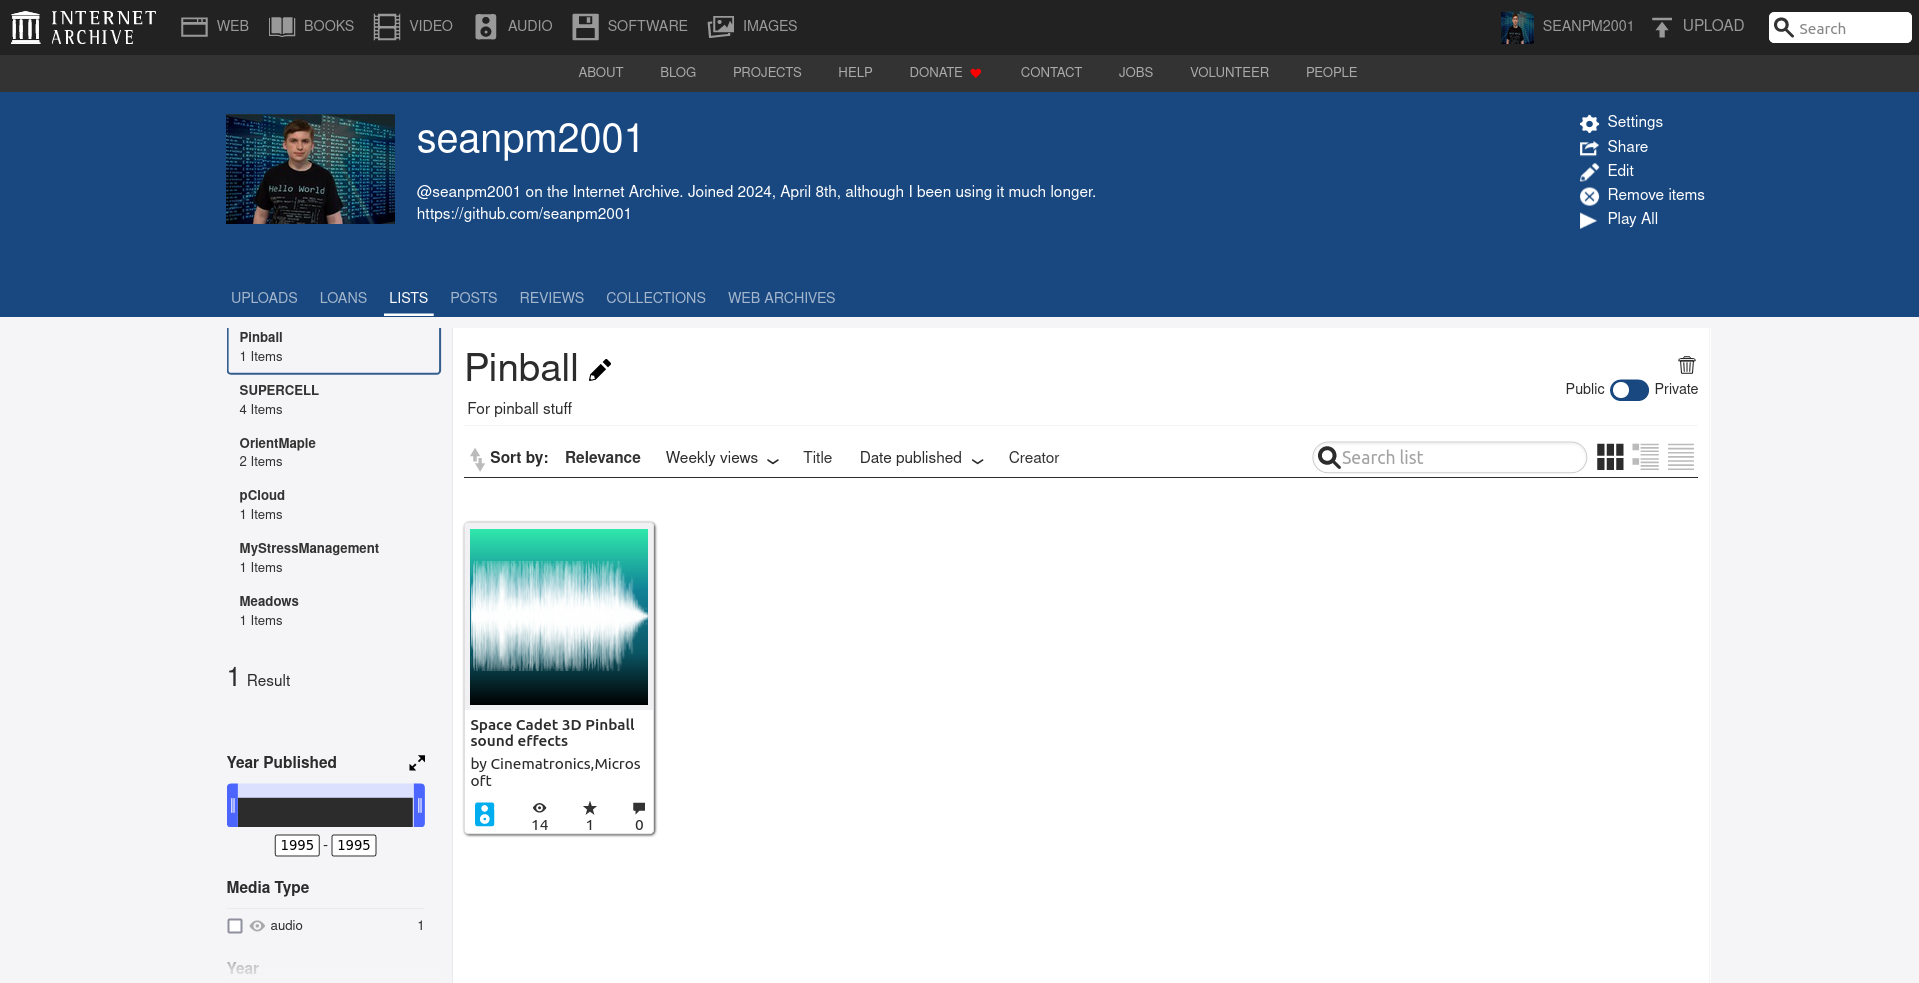 INTERNET ARCHIVE
WEB BOOKS VIDEO AUDIO SOFTWARE IMAGES
SEANPM2001 UPLOAD Search
ABOUT BLOG PROJECTS HELP DONATE CONTACT JOBS VOLUNTEER PEOPLE
Hello World
seanpm2001
@seanpm2001 on the Internet Archive. Joined 2024, April 8th, although I been using it much longer.
https://github.com/seanpm2001
Settings
Share
Edit
Remove items
Play All
UPLOADS LOANS LISTS POSTS REVIEWS COLLECTIONS WEB ARCHIVES
Pinball
1 Items
SUPERCELL
4 Items
OrientMaple
2 Items
pCloud
1 Items
MyStressManagement
1 Items
Meadows
1 Items
1 Result
Year Published
1995 - 1995
Media Type
audio 1
Year
Pinball
For pinball stuff
Public Private
Sort by: Relevance Weekly views Title Date published Creator
Search list
Space Cadet 3D Pinball
sound effects
by Cinematronics,Micros
oft
14 1 0